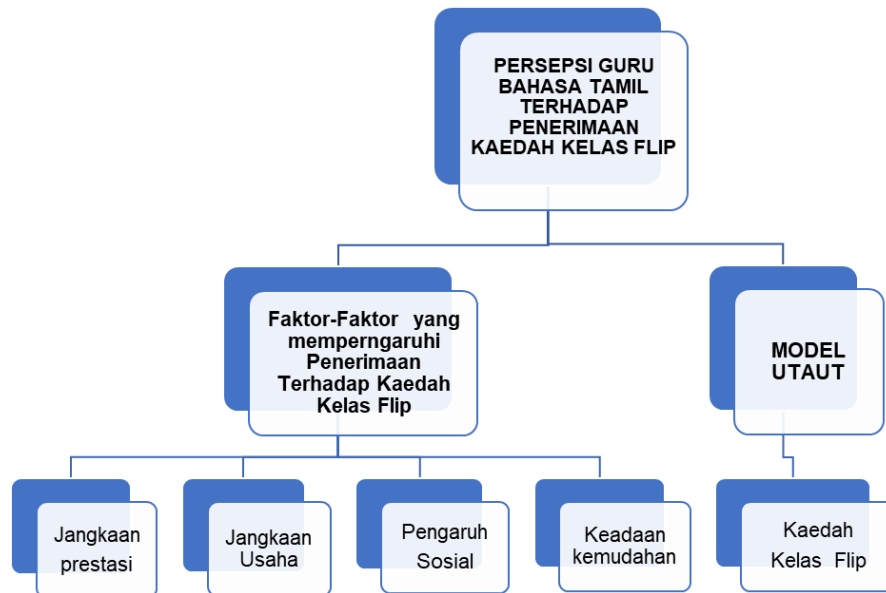 PERSEPSI GURU
BAHASA TAMIL
TERHADAP
PENERIMAAN
KAEDAH KELAS FLIP
Faktor-Faktor yang
memperngaruhi
Penerimaan
Terhadap Kaedah
Kelas Flip
MODEL
UTAUT
Jangkaan
prestasi
Jangkaan
Usaha
Pengaruh
Sosial
Keadaan
kemudahan
Kaedah
Kelas Flip